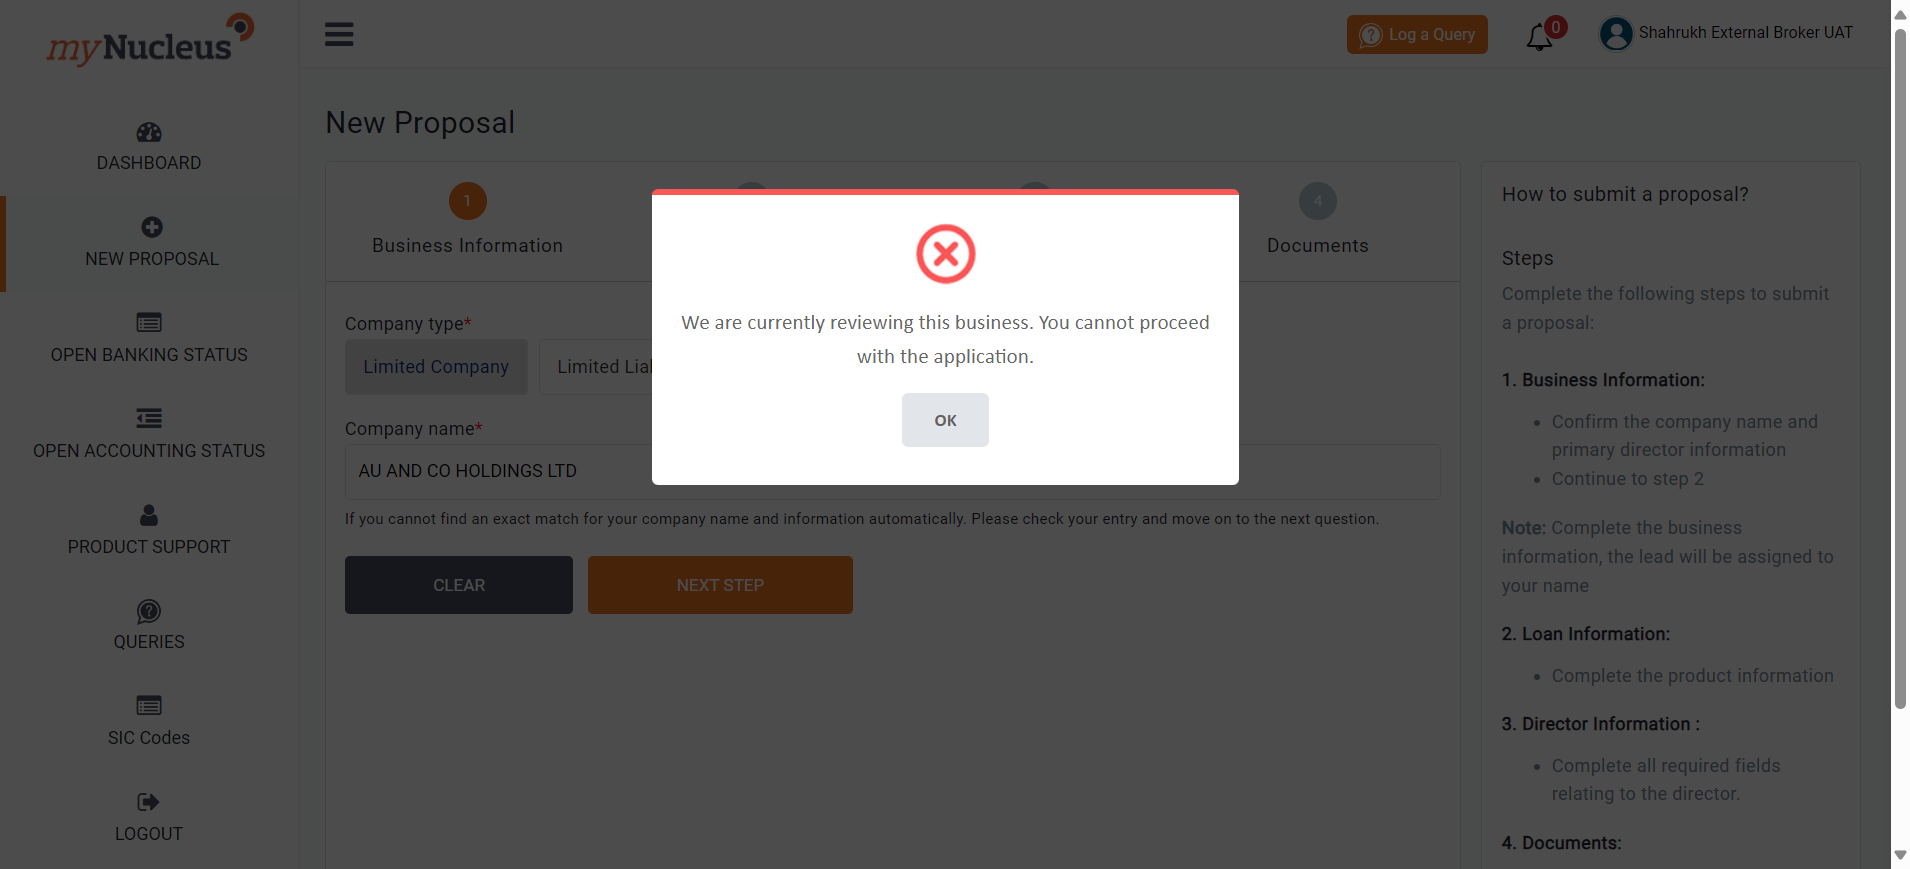 myNucleus
Log a Query
0
Shahrukh External Broker UAT
DASHBOARD
NEW PROPOSAL
OPEN BANKING STATUS
OPEN ACCOUNTING STATUS
PRODUCT SUPPORT
QUERIES
SIC Codes
LOGOUT
New Proposal
1
Business Information
4
Documents
Company type*
Limited Company
Limited Lial
Company name*
AU AND CO HOLDINGS LTD
If you cannot find an exact match for your company name and information automatically. Please check your entry and move on to the next question.
CLEAR
NEXT STEP
We are currently reviewing this business. You cannot proceed
with the application.
OK
How to submit a proposal?
Steps
Complete the following steps to submit
a proposal:
1. Business Information:
• Confirm the company name and
primary director information
• Continue to step 2
Note: Complete the business
information, the lead will be assigned to
your name
2. Loan Information:
• Complete the product information
3. Director Information :
• Complete all required fields
relating to the director.
4. Documents: